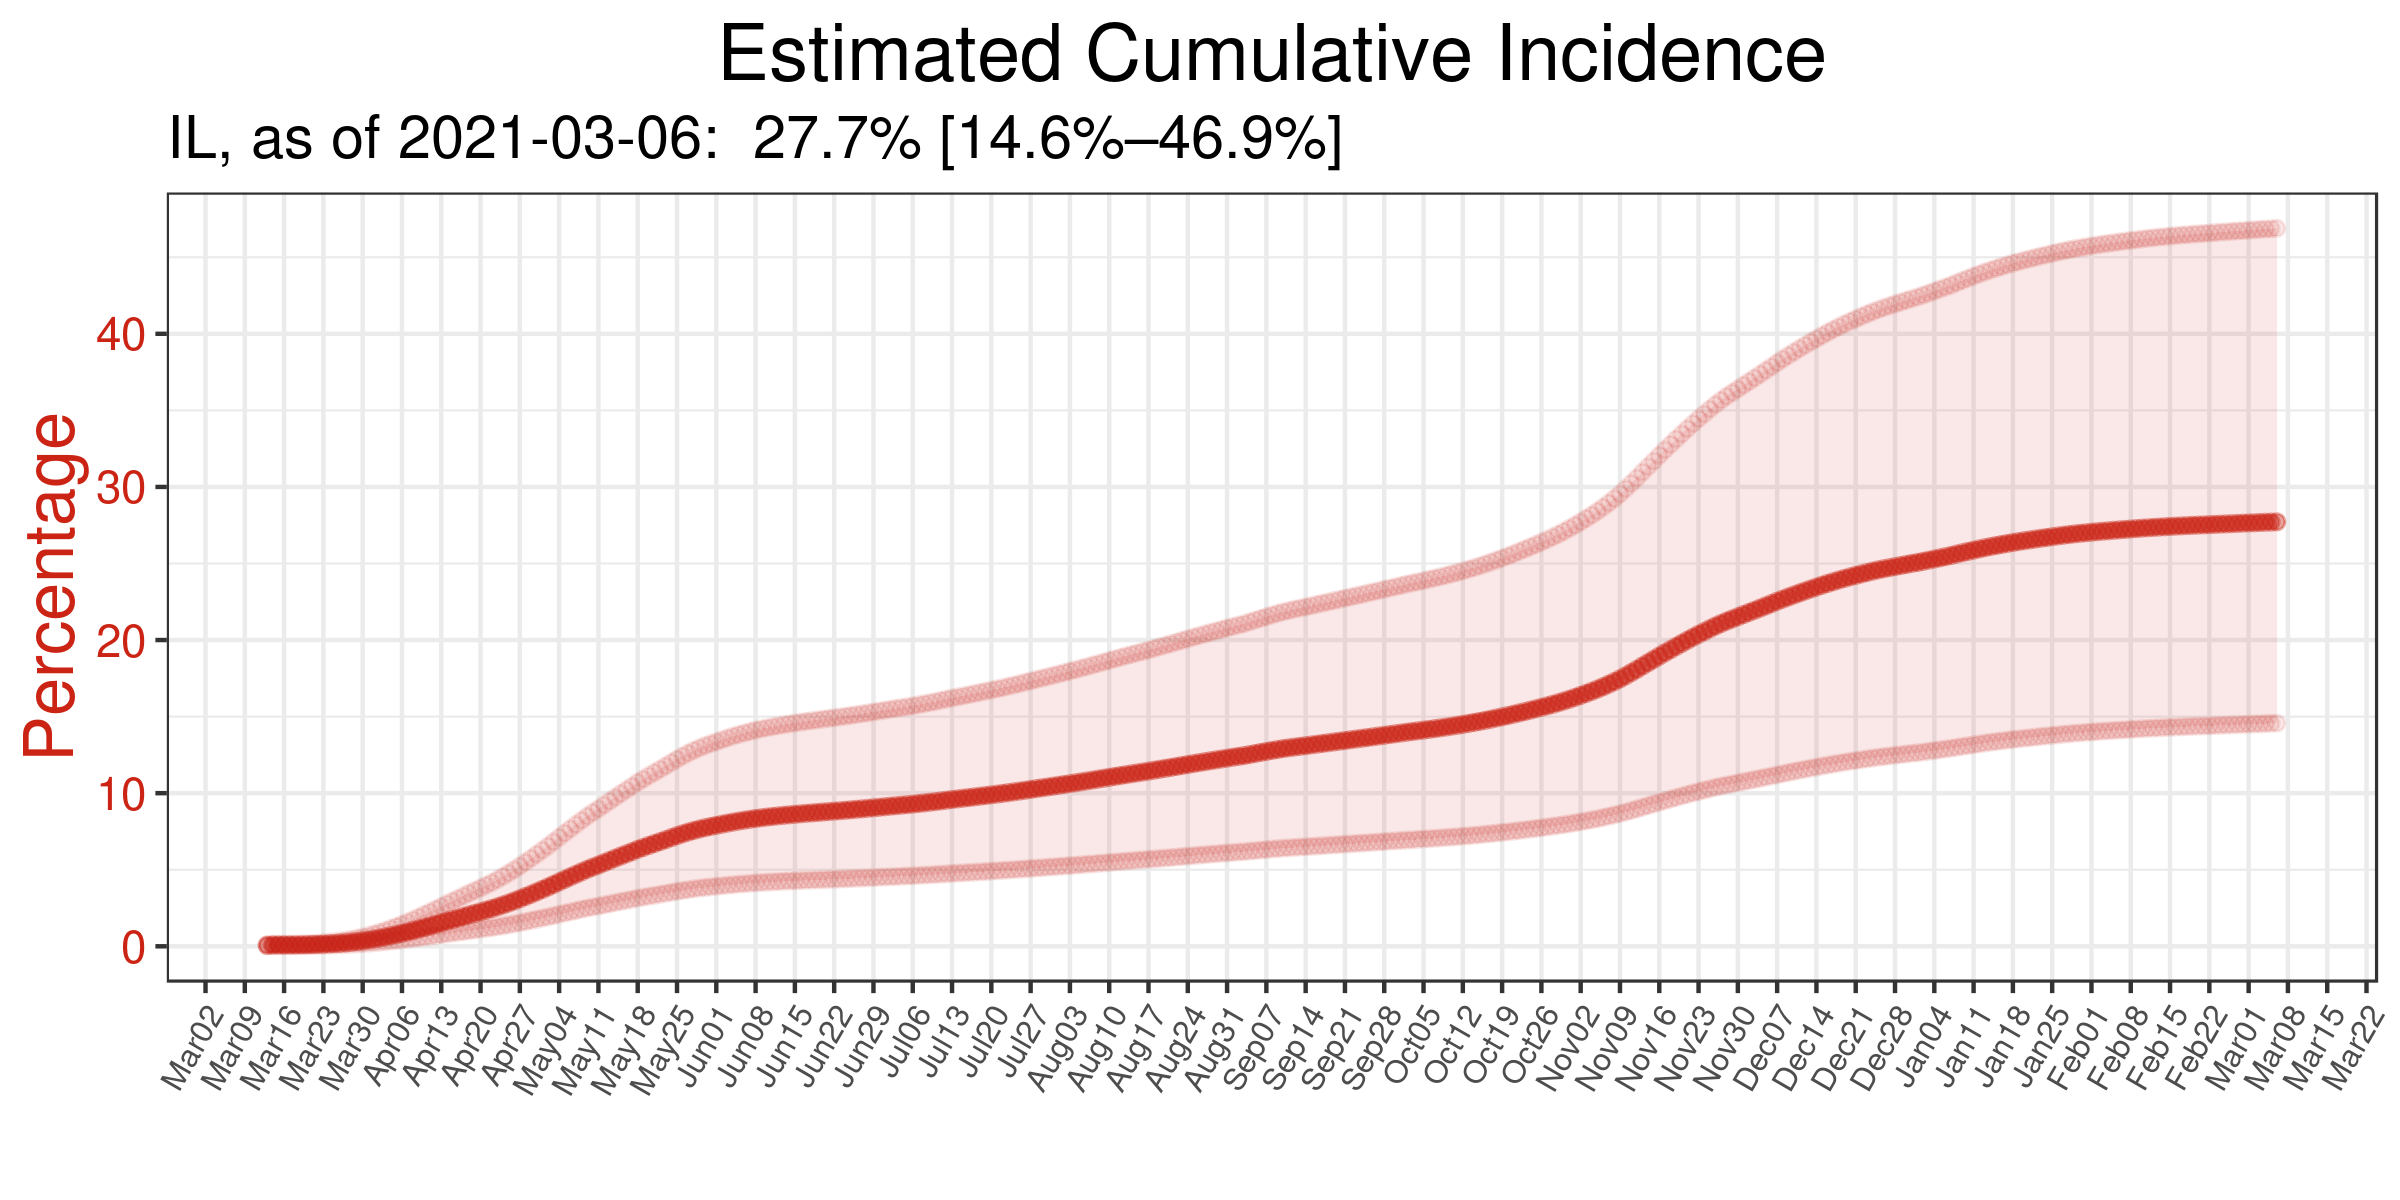 Estimated Cumulative Incidence
IL, as of 2021-03-06:  27.7% [14.6%–46.9%]
Percentage
40
30
20
10
0
Mar02
Mar09
Mar16
Mar23
Mar30
Apr06
Apr13
Apr20
Apr27
May04
May11
May18
May25
Jun01
Jun08
Jun15
Jun22
Jun29
Jul06
Jul13
Jul20
Jul27
Aug03
Aug10
Aug17
Aug24
Aug31
Sep07
Sep14
Sep21
Sep28
Oct05
Oct12
Oct19
Oct26
Nov02
Nov09
Nov16
Nov23
Nov30
Dec07
Dec14
Dec21
Dec28
Jan04
Jan11
Jan18
Jan25
Feb01
Feb08
Feb15
Feb22
Mar01
Mar08
Mar15
Mar22